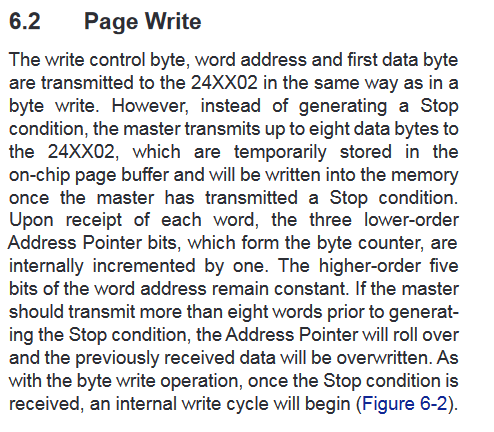 6.2 Page Write
The write control byte, word address and first data byte
are transmitted to the 24XX02 in the same way as in a
byte write. However, instead of generating a Stop
condition, the master transmits up to eight data bytes to
the 24XX02, which are temporarily stored in the
on-chip page buffer and will be written into the memory
once the master has transmitted a Stop condition.
Upon receipt of each word, the three lower-order
Address Pointer bits, which form the byte counter, are
internally incremented by one. The higher-order five
bits of the word address remain constant. If the master
should transmit more than eight words prior to generat-
ing the Stop condition, the Address Pointer will roll over
and the previously received data will be overwritten. As
with the byte write operation, once the Stop condition is
received, an internal write cycle will begin (Figure 6-2).